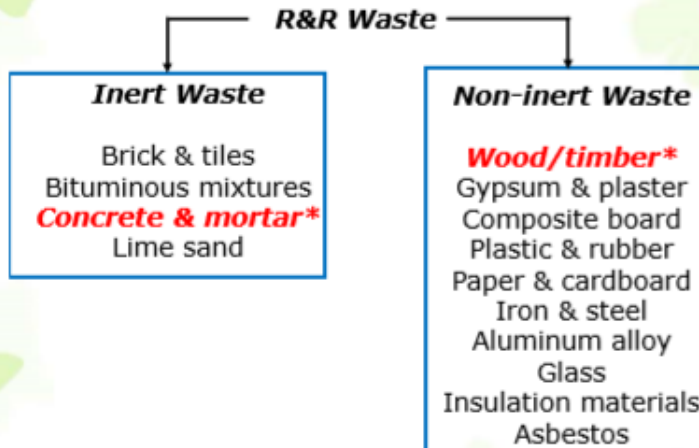 R&R Waste
Inert Waste
Brick & tiles
Bituminous mixtures
Concrete & mortar*
Lime sand
Non-inert Waste
Wood/timber*
Gypsum & plaster
Composite board
Plastic & rubber
Paper & cardboard
Iron & steel
Aluminum alloy
Glass
Insulation materials
Asbestos